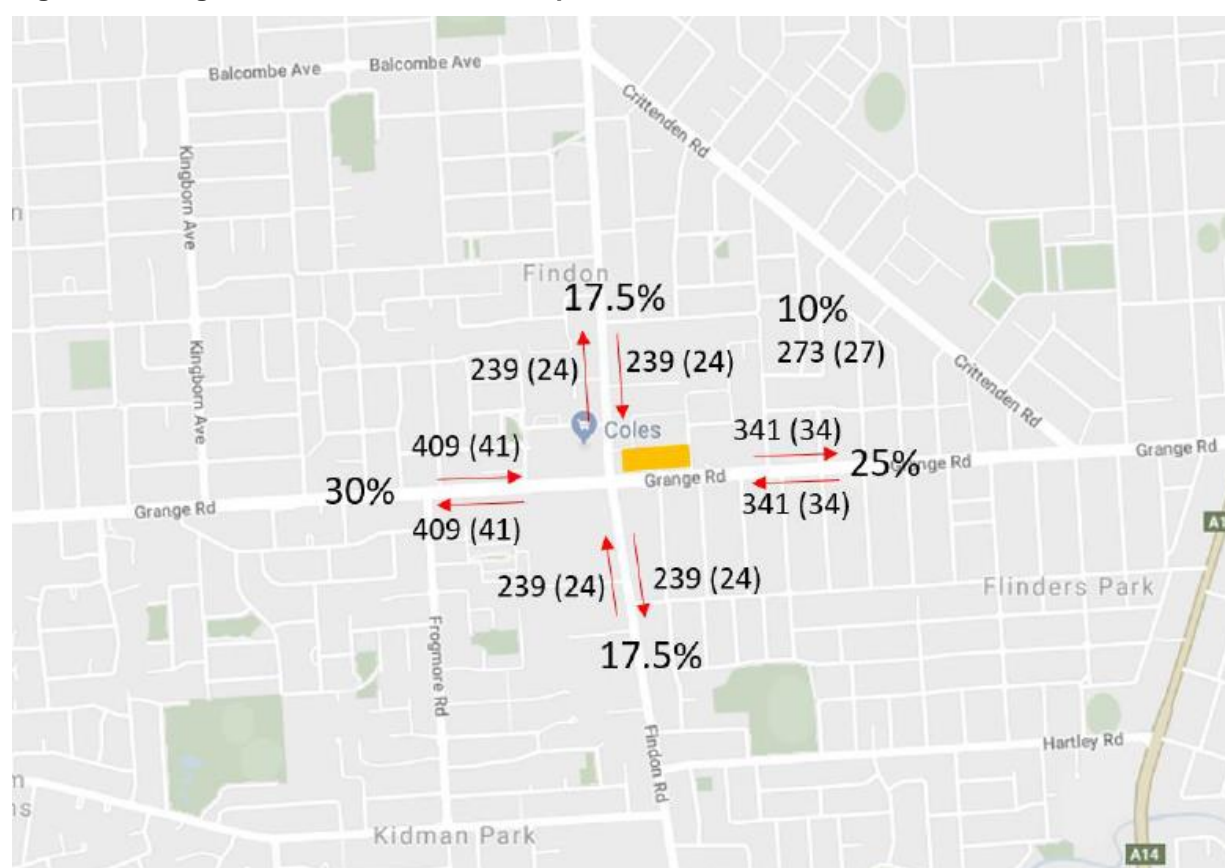 Balcombe Ave
Balcombe Ave
Crittenden Rd
Kingborn Ave
n
Findon
17.5%
10%
273 (27)
239 (24)
239 (24)
Crittenden Rd
Kingborn Ave
Coles
409 (41)
341 (34)
Grange Rd
25%
Grange Rd
Grange Rd
30%
341 (34)
Grange Rd
409 (41)
239 (24)
239 (24)
Flinders Park
Frogmore Rd
17.5%
Findon Rd
Hartley Rd
m
ns
Kidman Park
A14